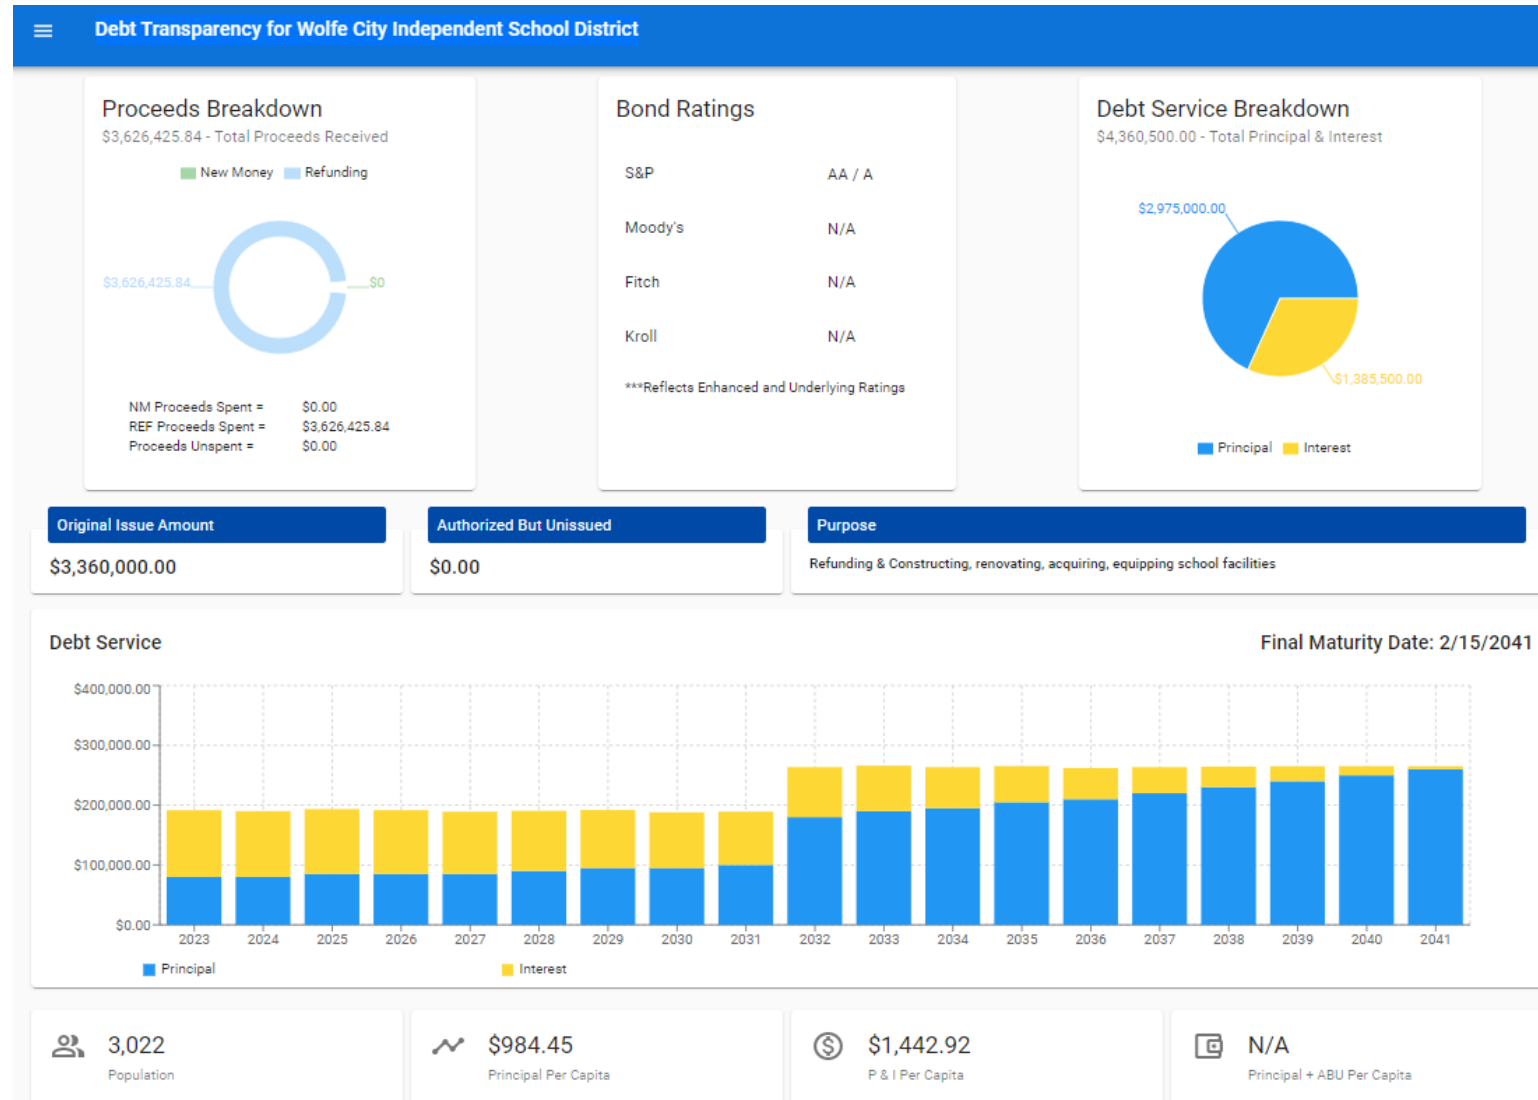 Debt Transparency for Wolfe City Independent School District
Proceeds Breakdown
$3,626,425.84 - Total Proceeds Received
New Money Refunding
$3,626,425.84
$0
NM Proceeds Spent = $0.00
REF Proceeds Spent = $3,626,425.84
Proceeds Unspent = $0.00
Bond Ratings
S&P AA / A
Moody's N/A
Fitch N/A
Kroll N/A
***Reflects Enhanced and Underlying Ratings
Debt Service Breakdown
$4,360,500.00 - Total Principal & Interest
$2,975,000.00
$1,385,500.00
Principal Interest
Original Issue Amount
$3,360,000.00
Authorized But Unissued
$0.00
Purpose
Refunding & Constructing, renovating, acquiring, equipping school facilities
Debt Service
Final Maturity Date: 2/15/2041
$400,000.00
$300,000.00
$200,000.00
$100,000.00
$0.00
2023 2024 2025 2026 2027 2028 2029 2030 2031 2032 2033 2034 2035 2036 2037 2038 2039 2040 2041
Principal Interest
3,022
Population
$984.45
Principal Per Capita
$1,442.92
P & I Per Capita
N/A
Principal + ABU Per Capita